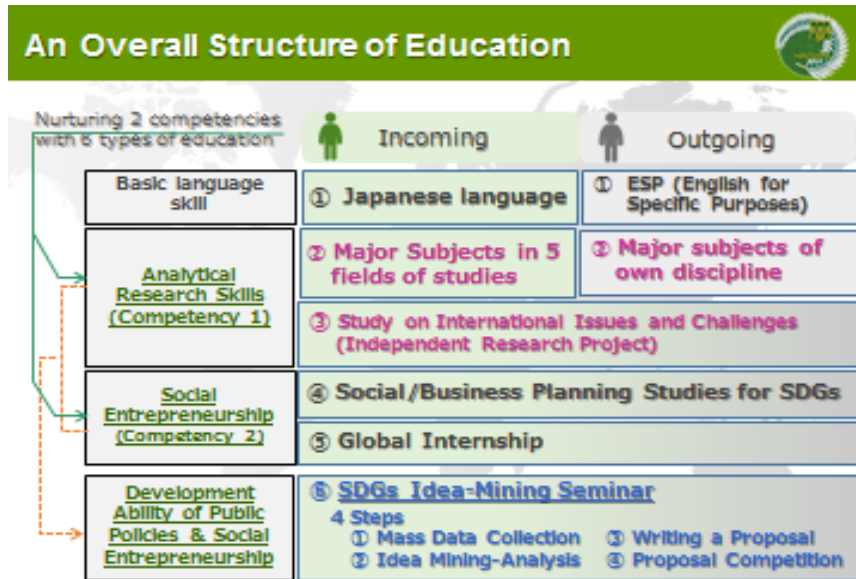 An Overall Structure of Education
Nurturing 2 competencies
with 6 types of education
Incoming
Outgoing
Basic language
skill
① Japanese language
① ESP (English for
Specific Purposes)
Analytical
Research Skills
(Competency 1)
② Major Subjects in 5
fields of studies
② Major subjects of
own discipline
③ Study on International Issues and Challenges
(Independent Research Project)
Social
Entrepreneurship
(Competency 2)
④ Social/Business Planning Studies for SDGs
⑤ Global Internship
Development
Ability of Public
Policies & Social
Entrepreneurship
⑥ SDGs Idea-Mining Seminar
4 Steps
① Mass Data Collection ③ Writing a Proposal
② Idea Mining-Analysis ④ Proposal Competition